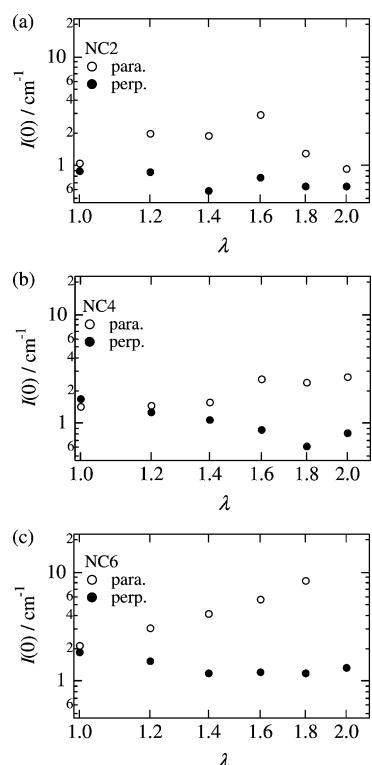 (a)
NC2
para.
perp.
I(0) / cm⁻¹
2
10
6
4
2
1
6
1.0 1.2 1.4 1.6 1.8 2.0
λ
(b)
NC4
para.
perp.
I(0) / cm⁻¹
2
10
6
4
2
1
6
1.0 1.2 1.4 1.6 1.8 2.0
λ
(c)
NC6
para.
perp.
I(0) / cm⁻¹
2
10
6
4
2
1
6
1.0 1.2 1.4 1.6 1.8 2.0
λ